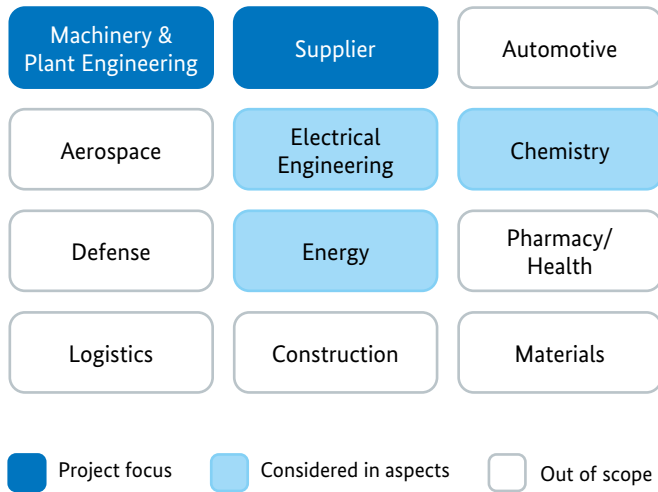 Machinery &
Plant Engineering
Supplier
Automotive
Aerospace
Electrical
Engineering
Chemistry
Defense
Energy
Pharmacy/
Health
Logistics
Construction
Materials
Project focus
Considered in aspects
Out of scope